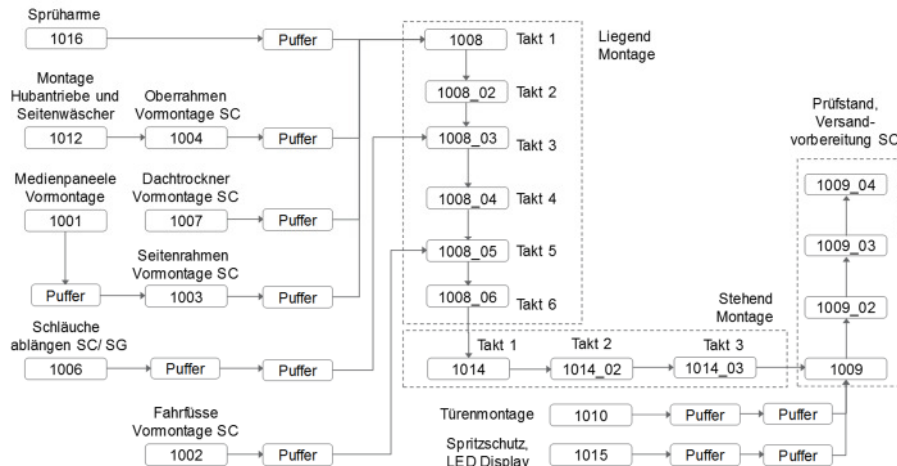 Sprüharme
1016
Puffer
1008
Takt 1
Liegend
Montage
Montage
Hubantriebe und
Seitenwäscher
Oberrahmen
Vormontage SC
1008_02
Takt 2
1012
1004
Puffer
1008_03
Takt 3
Prüfstand,
Versand-
vorbereitung SC
Medienpaneele
Vormontage
Dachtrockner
Vormontage SC
1001
1007
Puffer
1008_04
Takt 4
1009_04
Seitenrahmen
Vormontage SC
1008_05
Takt 5
1009_03
Puffer
1003
Puffer
1008_06
Takt 6
Stehend
Montage
1009_02
Schläuche
ablängen SC/ SG
Takt 1
Takt 2
Takt 3
1006
Puffer
Puffer
1014
1014_02
1014_03
1009
Fahrfüsse
Vormontage SC
Türenmontage
1010
Puffer
Puffer
1002
Puffer
Spritzschutz,
LED Display
1015
Puffer
Puffer